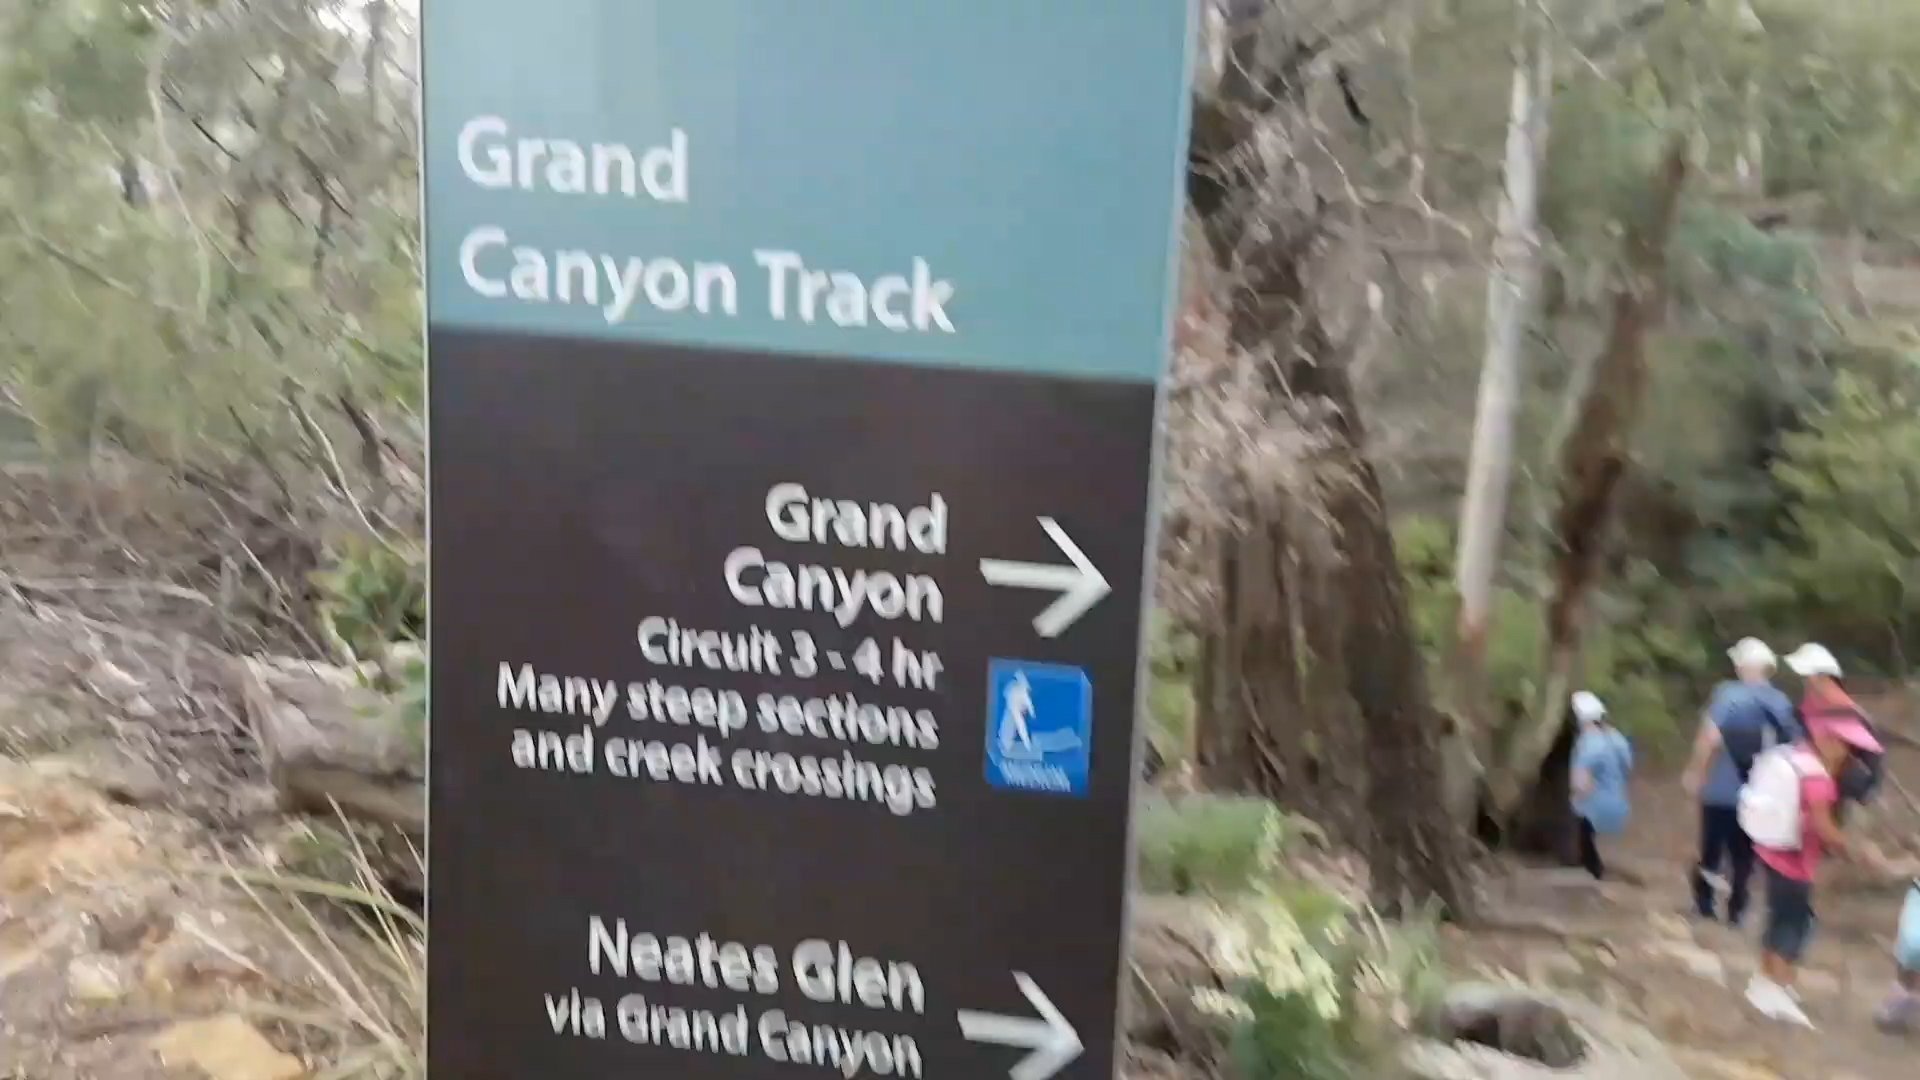 Grand
Canyon Track
Grand
Canyon
Circuit 3 - 4 hr
Many steep sections
and creek crossings
Neates Glen
via Grand Canyon